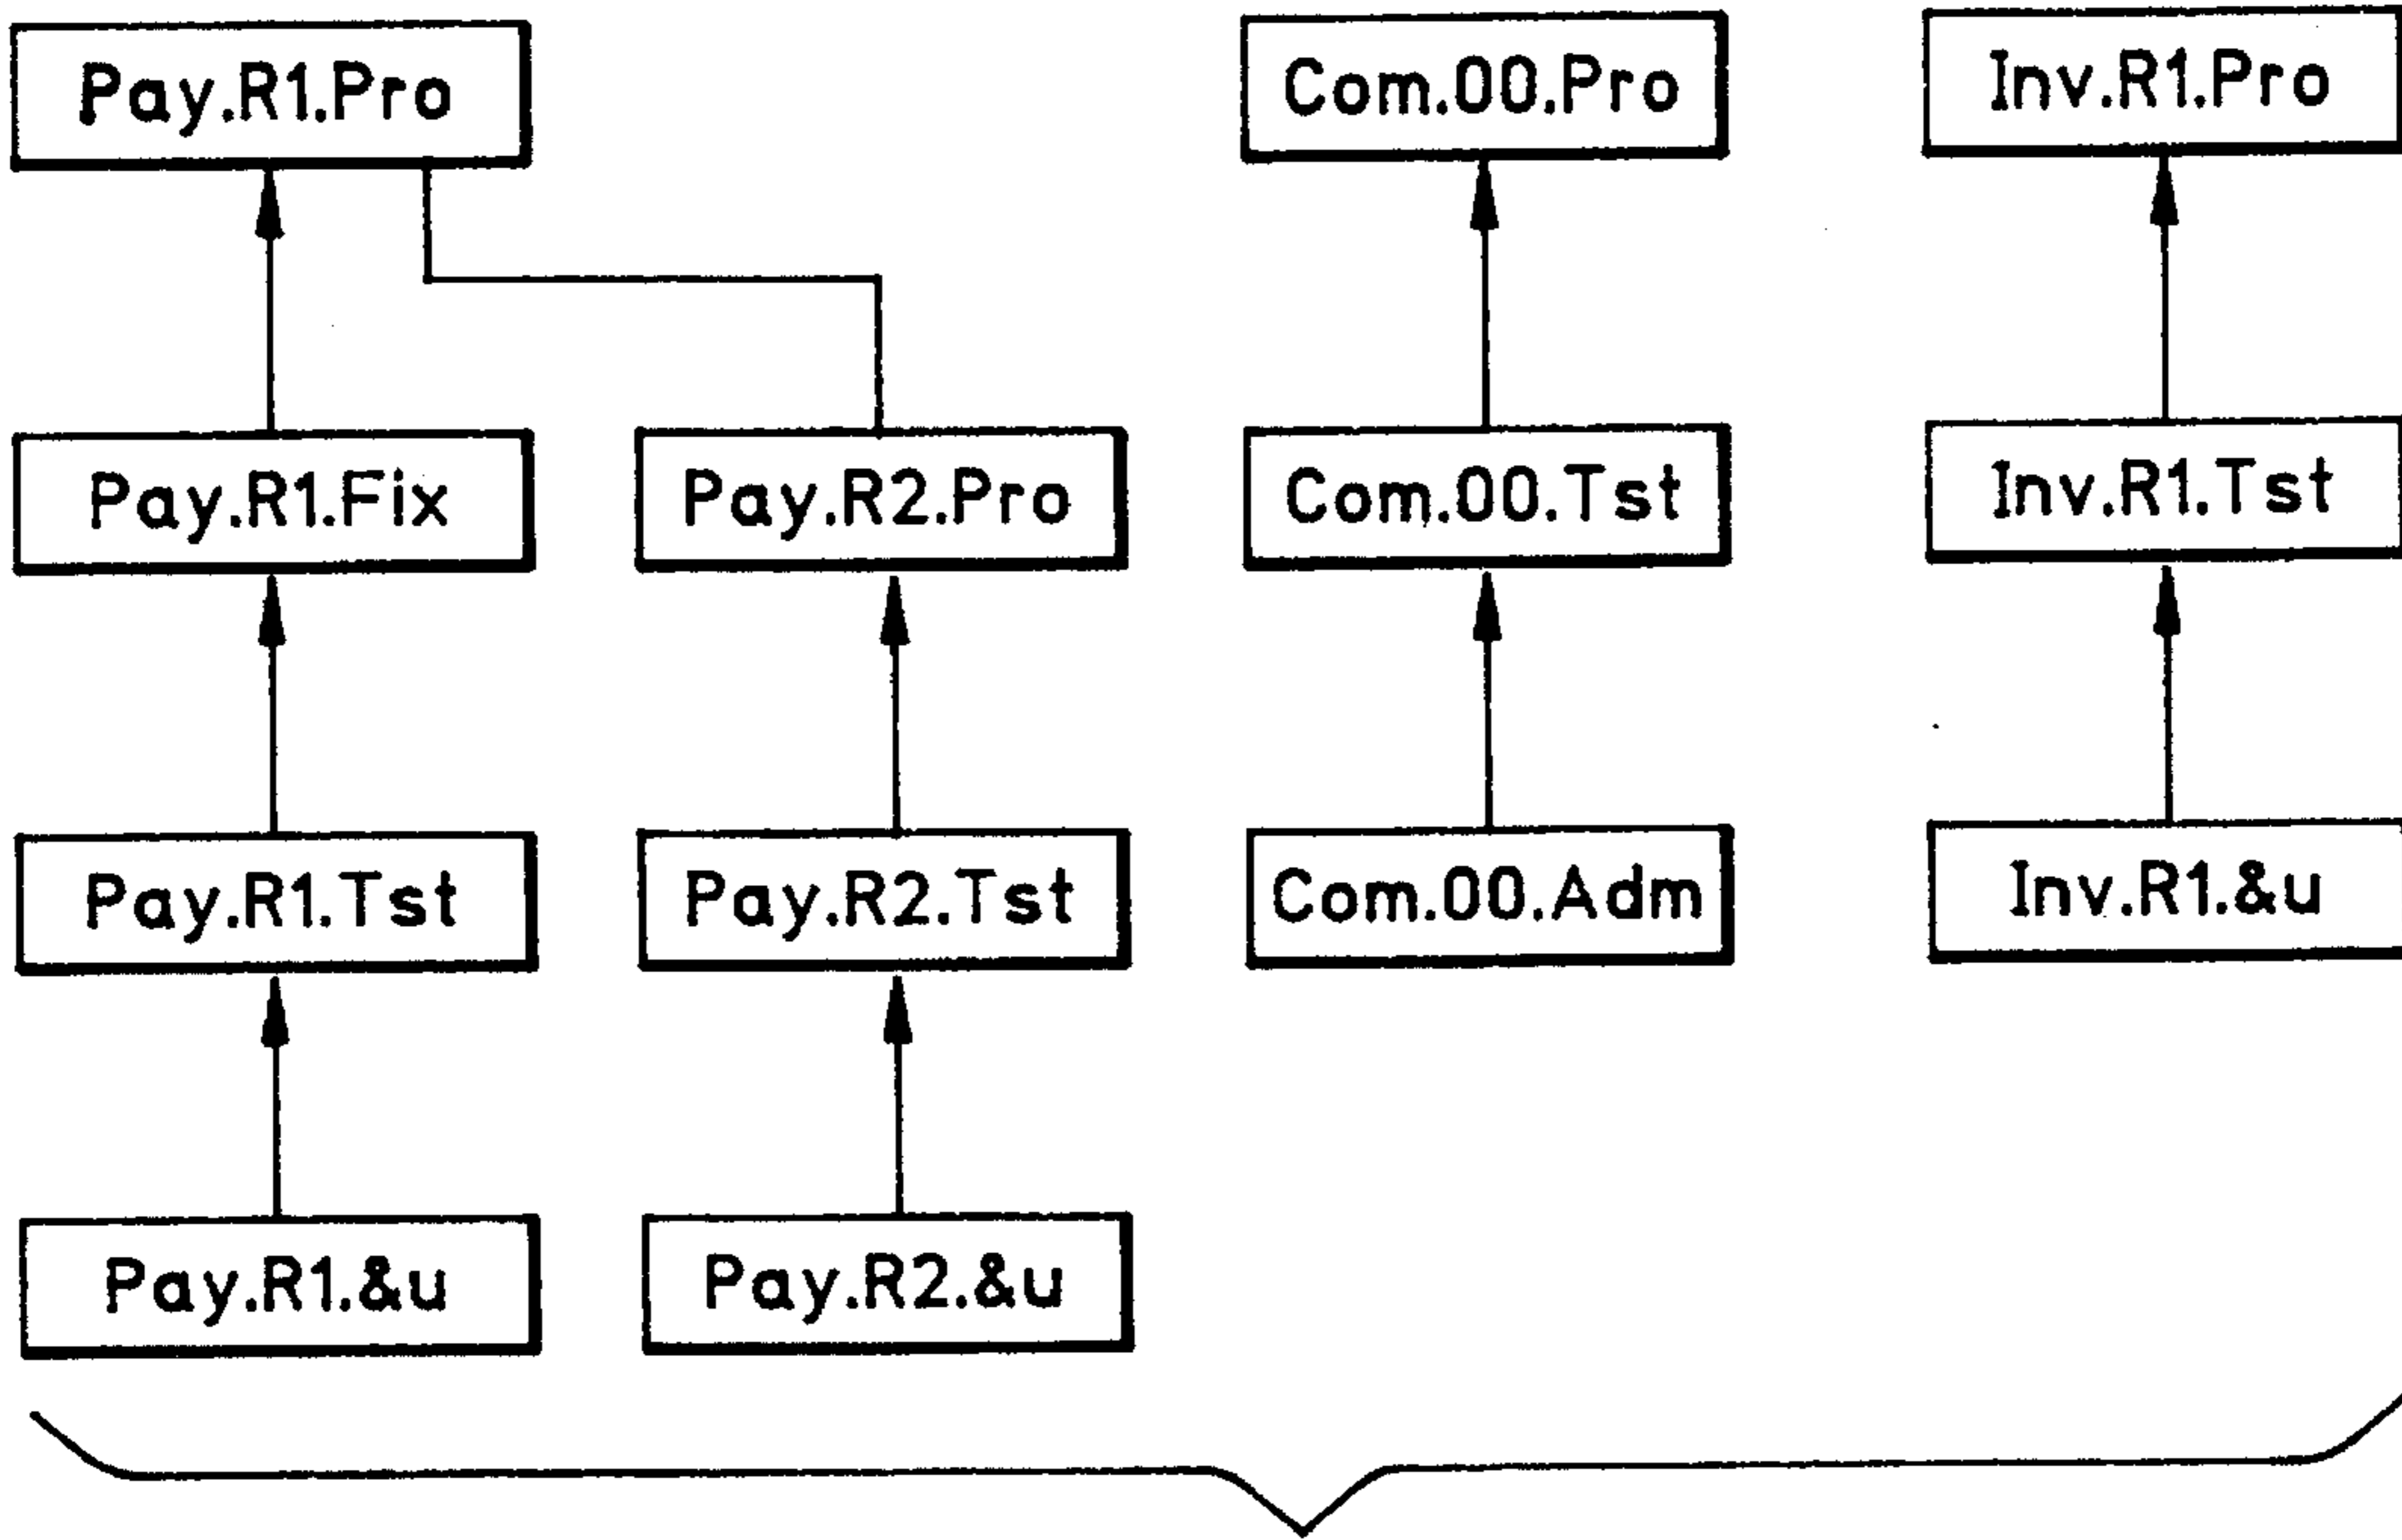 Pay.R1.Pro
Com.00.Pro
Inv.R1.Pro
Pay.R1.Fix
Pay.R2.Pro
Com.00.Tst
Inv.R1.Tst
Pay.R1.Tst
Pay.R2.Tst
Com.00.Adm
Inv.R1.&u
Pay.R1.&u
Pay.R2.&u